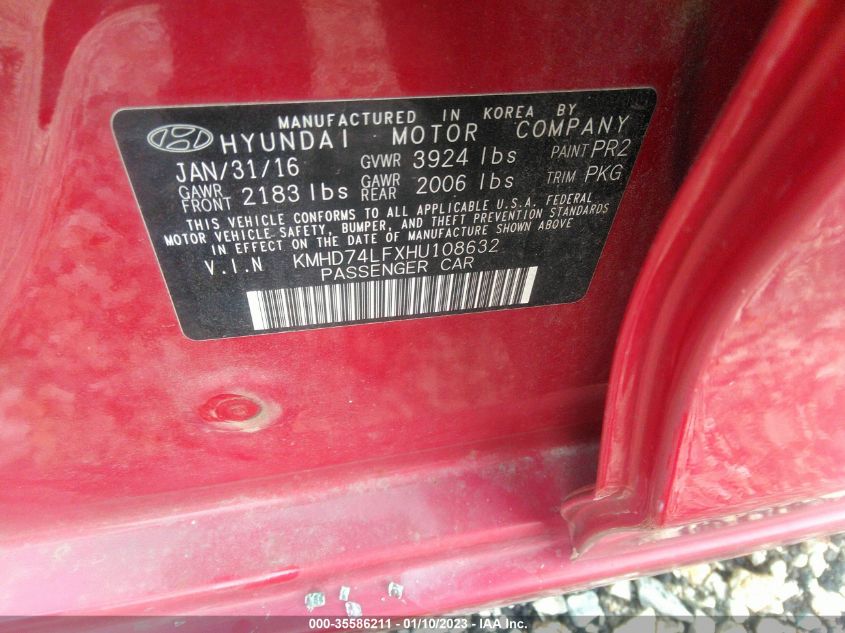 MANUFACTURED IN KOREA BY
HYUNDAI MOTOR COMPANY
JAN/31/16 GVWR 3924 lbs PAINT PR2
GAWR FRONT 2183 lbs GAWR REAR 2006 lbs TRIM PKG
THIS VEHICLE CONFORMS TO ALL APPLICABLE U.S.A. FEDERAL
MOTOR VEHICLE SAFETY, BUMPER, AND THEFT PREVENTION STANDARDS
IN EFFECT ON THE DATE OF MANUFACTURE SHOWN ABOVE
V.I.N KMHD74LFXHU108632
PASSENGER CAR
000-35586211 - 01/10/2023 - IAA Inc.